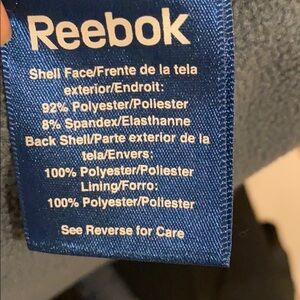 Reebok
Shell Face/Frente de la tela
exterior/Endroit:
92% Polyester/Poliester
8% Spandex/Elasthanne
Back Shell/Parte exterior de la
tela/Envers:
100% Polyester/Poliester
Lining/Forro:
100% Polyester/Poliester
See Reverse for Care